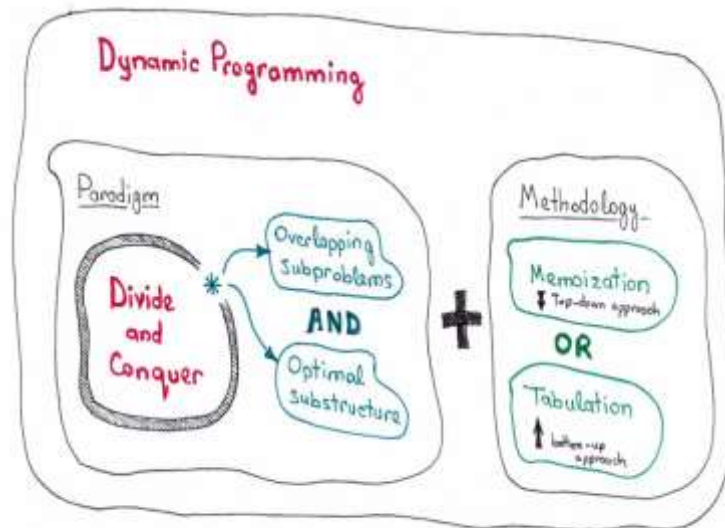 Dynamic Programming
Paradigm
Divide
and
Conquer
*
Overlapping
subproblems
AND
Optimal
substructure
+
Methodology
Memoization
Top-down approach
OR
Tabulation
bottom-up
approach